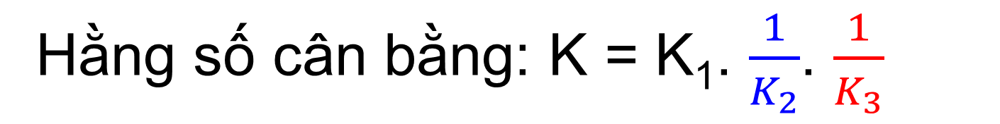 Hằng số cân bằng: K = K₁. 1/K₂ . 1/K₃